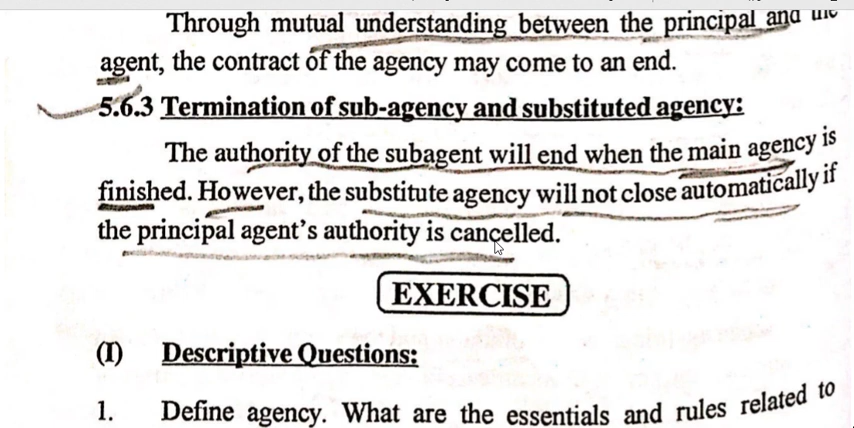 Through mutual understanding between the principal and the
agent, the contract of the agency may come to an end.
5.6.3 Termination of sub-agency and substituted agency:
The authority of the subagent will end when the main agency is
finished. However, the substitute agency will not close automatically if
the principal agent's authority is cancelled.
EXERCISE
(I) Descriptive Questions:
1. Define agency. What are the essentials and rules related to